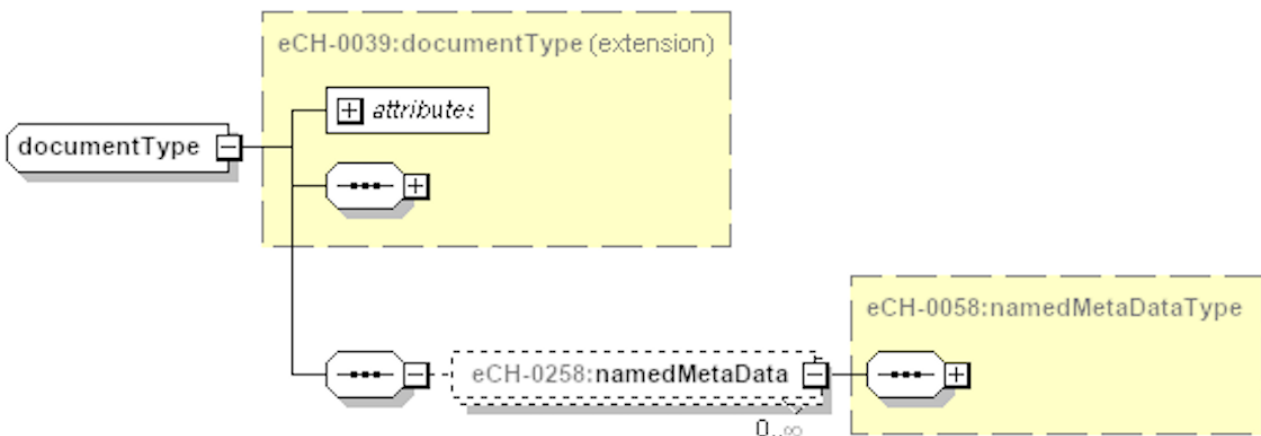 eCH-0039:documentType (extension)
attributes
documentType
eCH-0058:namedMetaDataType
eCH-0258:namedMetaData
0..∞